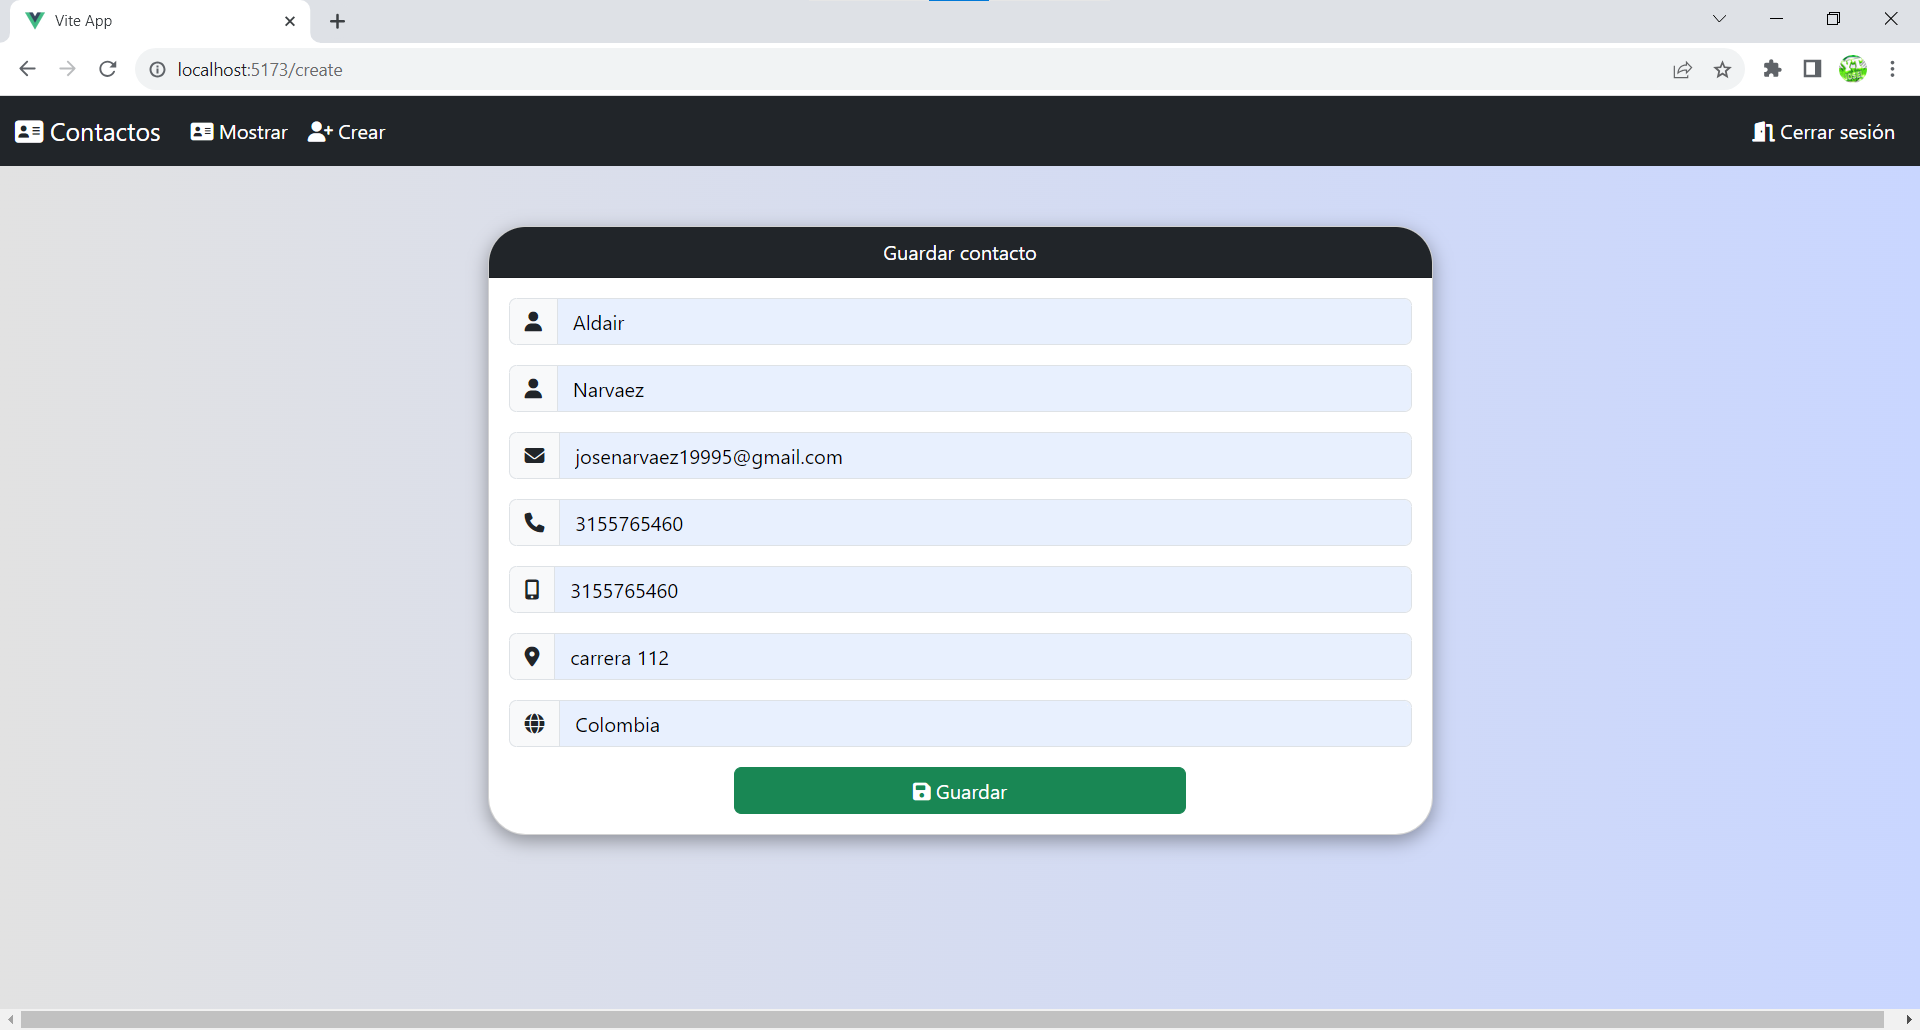 Vite App
localhost:5173/create
Contactos Mostrar Crear Cerrar sesión
Guardar contacto
Aldair
Narvaez
josenarvaez19995@gmail.com
3155765460
3155765460
carrera 112
Colombia
Guardar